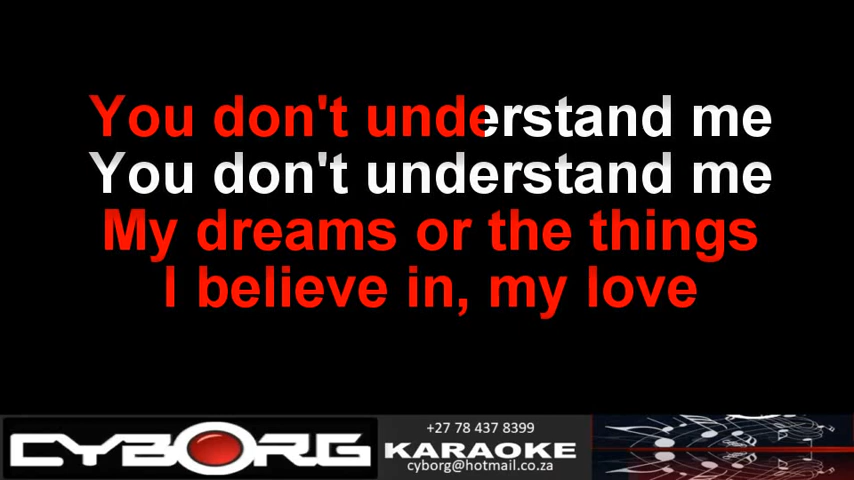 You don't understand me
You don't understand me
My dreams or the things
I believe in, my love
CYBORG
+27 78 437 8399
KARAOKE
cyborg@hotmail.co.za